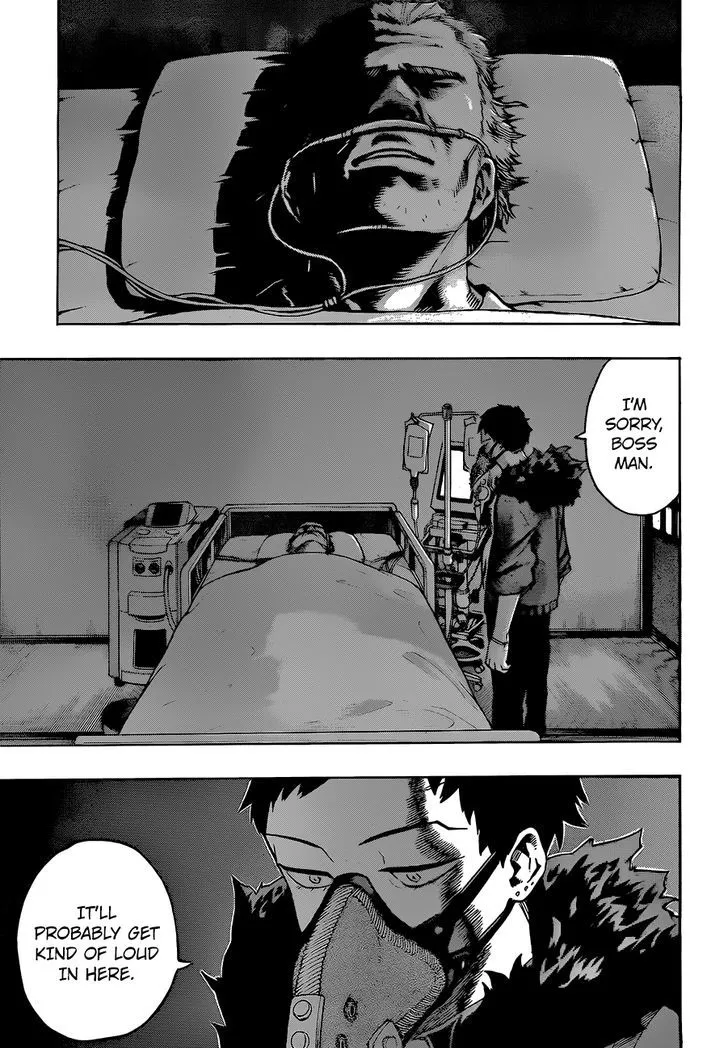 I'M
SORRY,
BOSS
MAN.
IT'LL
PROBABLY GET
KIND OF LOUD
IN HERE.